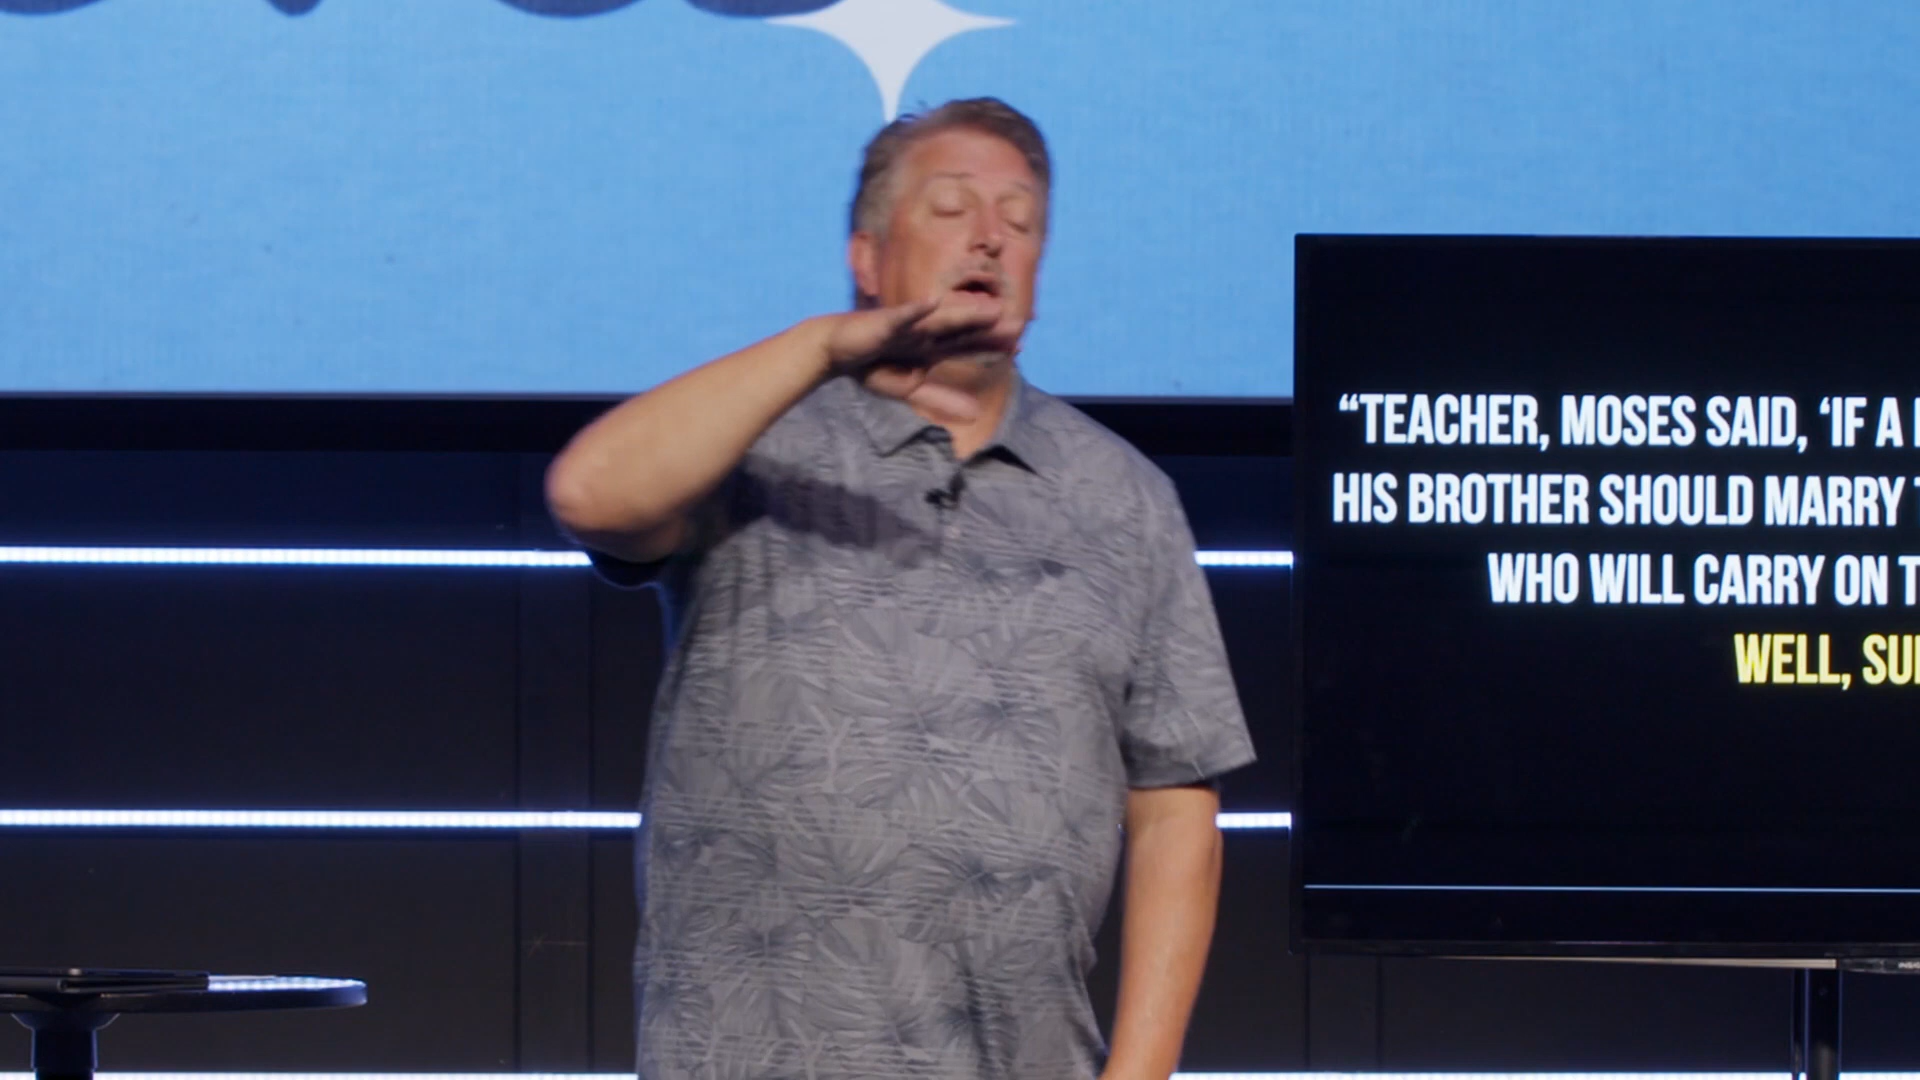 “TEACHER, MOSES SAID, ‘IF A
HIS BROTHER SHOULD MARRY
WHO WILL CARRY ON
WELL,